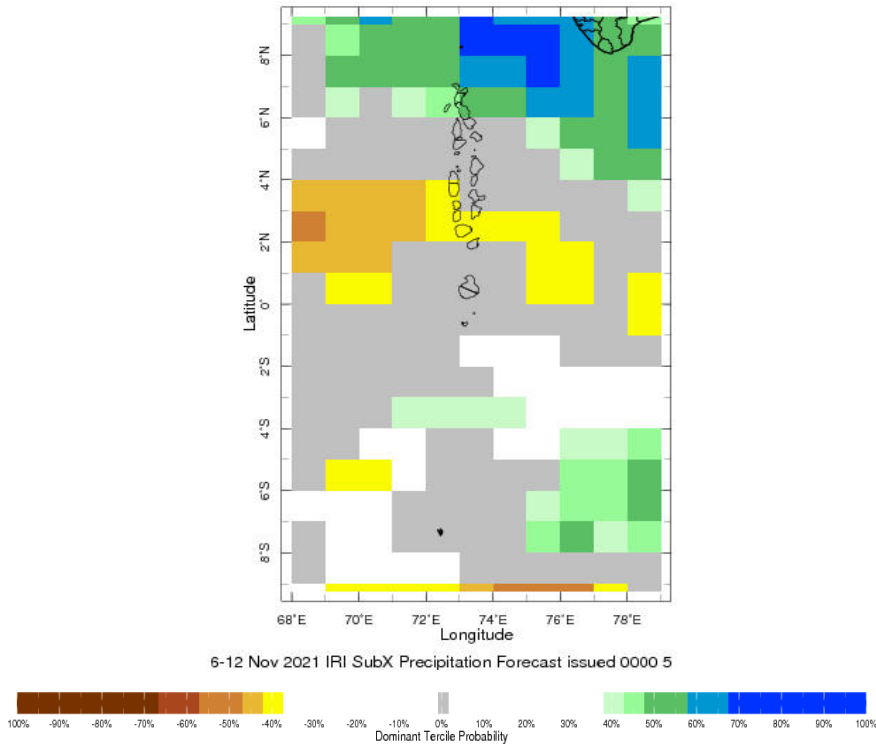 8°N
6°N
4°N
2°N
0°
2°S
4°S
6°S
8°S
Latitude
68°E 70°E 72°E 74°E 76°E 78°E
Longitude
6-12 Nov 2021 IRI SubX Precipitation Forecast issued 0000 5
100% -90% -80% -70% -60% -50% -40% -30% -20% -10% 0% 10% 20% 30% 40% 50% 60% 70% 80% 90% 100%
Dominant Tercile Probability